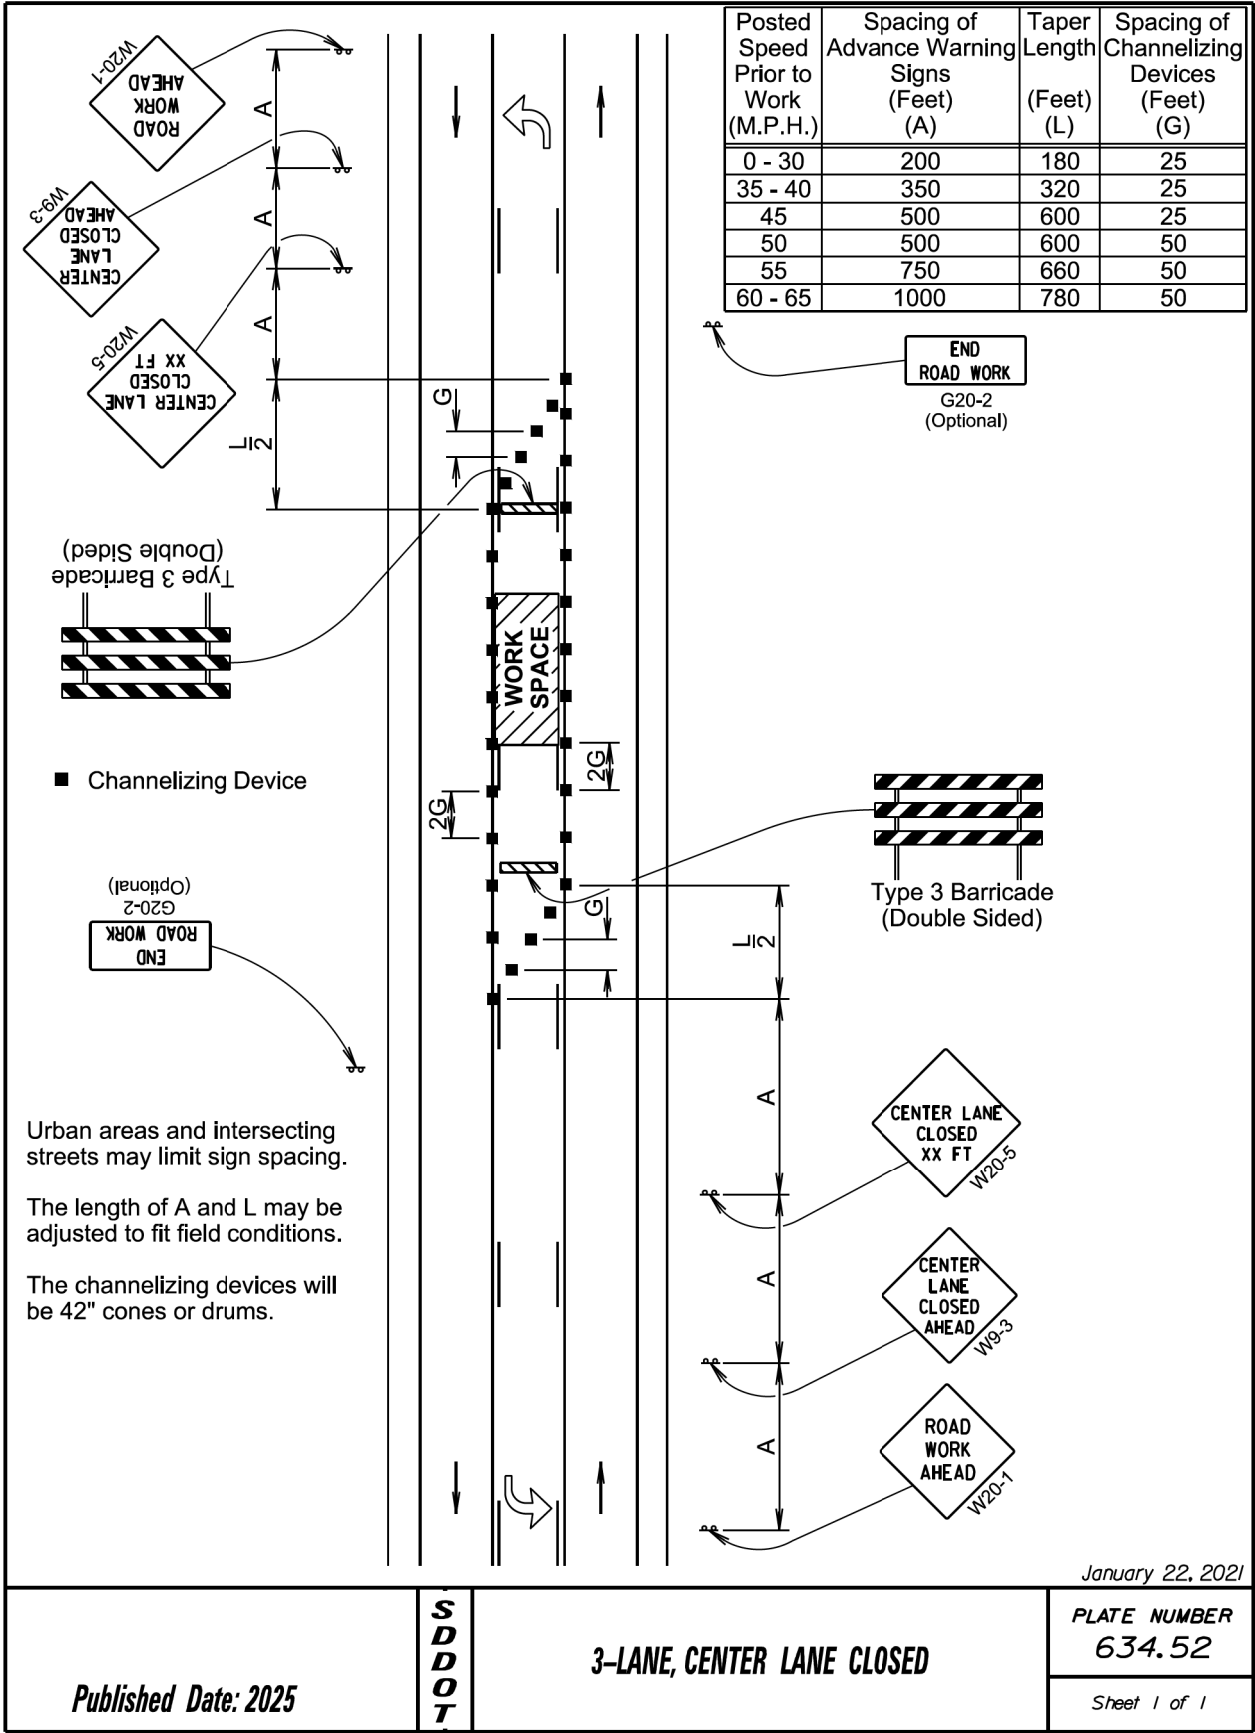 W20-1
ROAD
WORK
AHEAD
A
W9-3
CENTER
LANE
CLOSED
AHEAD
A
W20-5
CENTER LANE
CLOSED
XX FT
A
G
L
2
Posted Speed Prior to Work (M.P.H.) Spacing of Advance Warning Signs (Feet) (A) Taper Length (Feet) (L) Spacing of Channelizing Devices (Feet) (G)
0 - 30 200 180 25
35 - 40 350 320 25
45 500 600 25
50 500 600 50
55 750 660 50
60 - 65 1000 780 50
END
ROAD WORK
G20-2
(Optional)
Type 3 Barricade
(Double Sided)
WORK
SPACE
Channelizing Device
2G
2G
Type 3 Barricade
(Double Sided)
G
L
2
END
ROAD WORK
G20-2
(Optional)
A
CENTER LANE
CLOSED
XX FT
W20-5
Urban areas and intersecting
streets may limit sign spacing.
The length of A and L may be
adjusted to fit field conditions.
The channelizing devices will
be 42" cones or drums.
A
CENTER
LANE
CLOSED
AHEAD
W9-3
A
ROAD
WORK
AHEAD
W20-1
January 22, 2021
Published Date: 2025
S
D
D
O
T
3-LANE, CENTER LANE CLOSED
PLATE NUMBER
634.52
Sheet 1 of 1